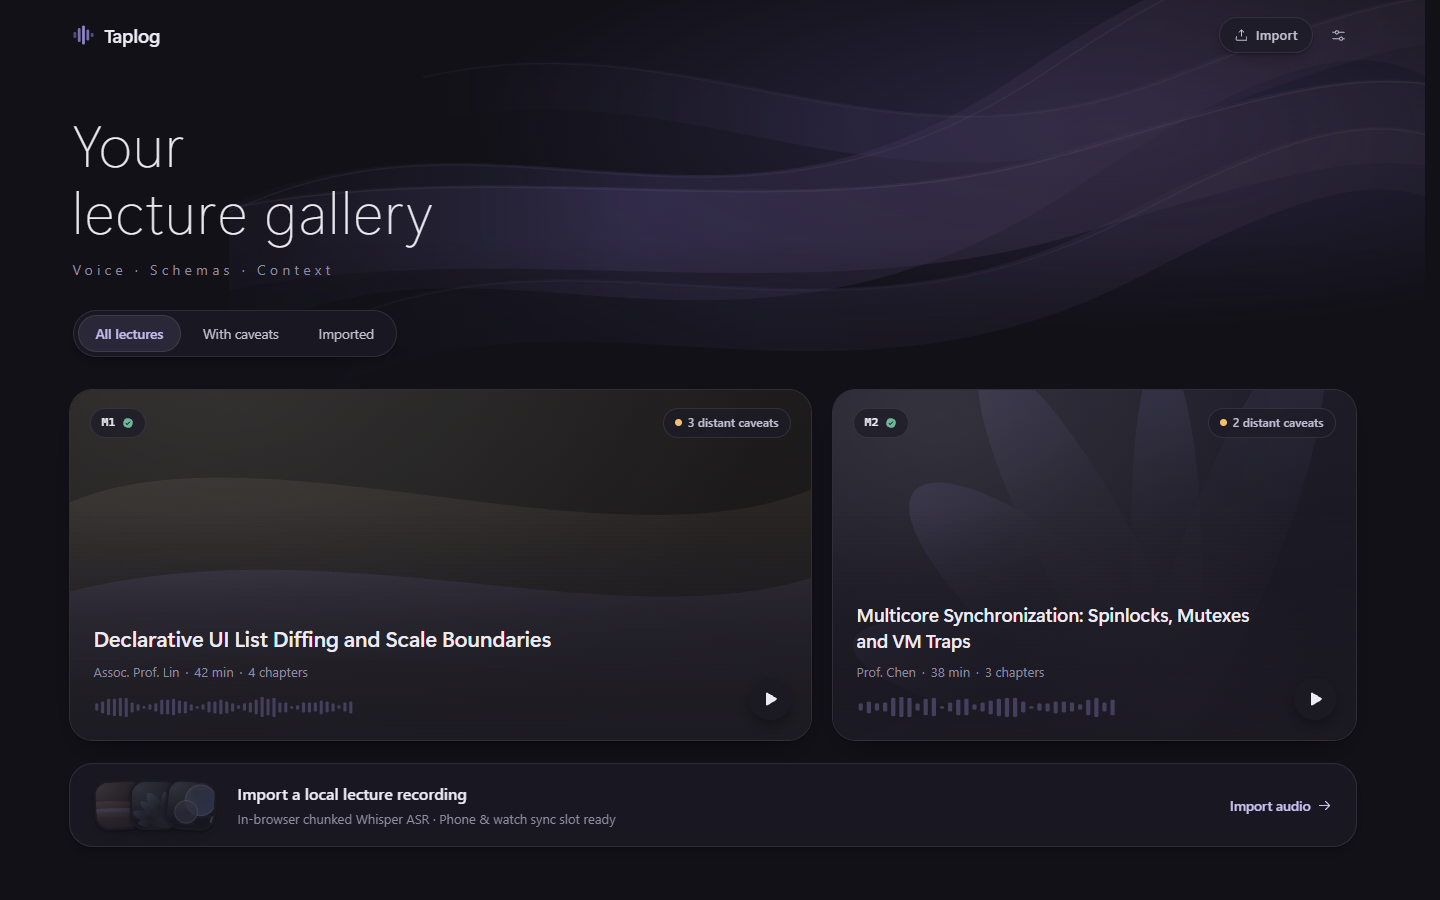 Taplog
Import
Your
lecture gallery
Voice · Schemas · Context
All lectures
With caveats
Imported
M1
3 distant caveats
Declarative UI List Diffing and Scale Boundaries
Assoc. Prof. Lin · 42 min · 4 chapters
M2
2 distant caveats
Multicore Synchronization: Spinlocks, Mutexes
and VM Traps
Prof. Chen · 38 min · 3 chapters
Import a local lecture recording
In-browser chunked Whisper ASR · Phone & watch sync slot ready
Import audio